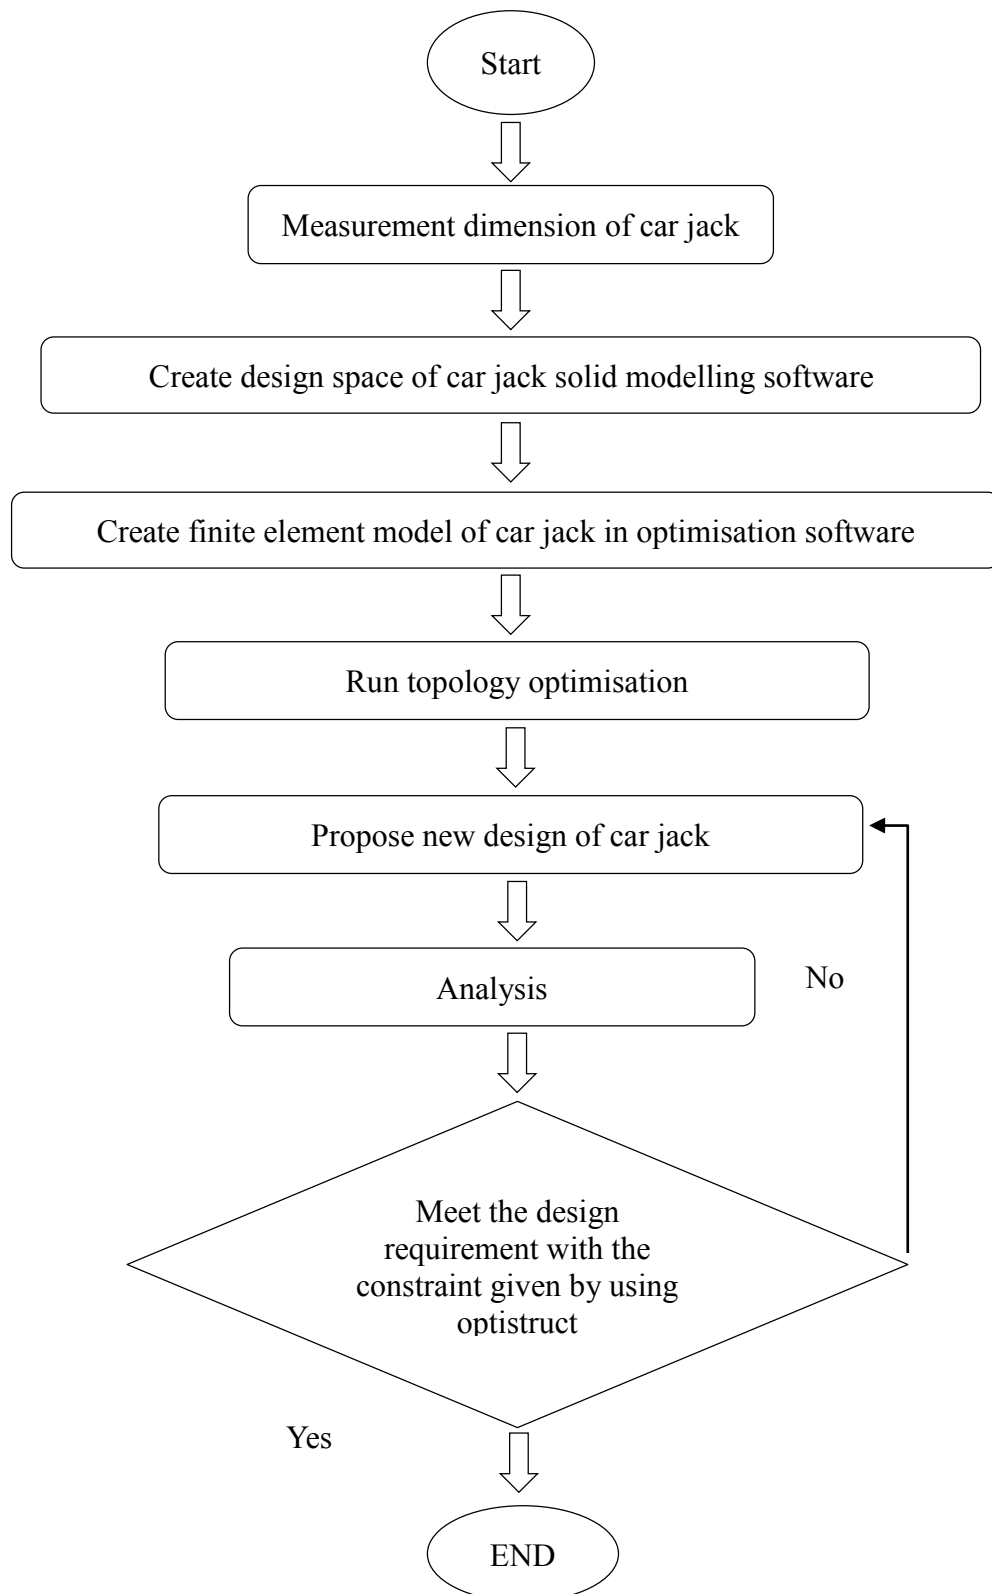 Start
Measurement dimension of car jack
Create design space of car jack solid modelling software
Create finite element model of car jack in optimisation software
Run topology optimisation
Propose new design of car jack
Analysis
No
Meet the design
requirement with the
constraint given by using
optistruct
Yes
END